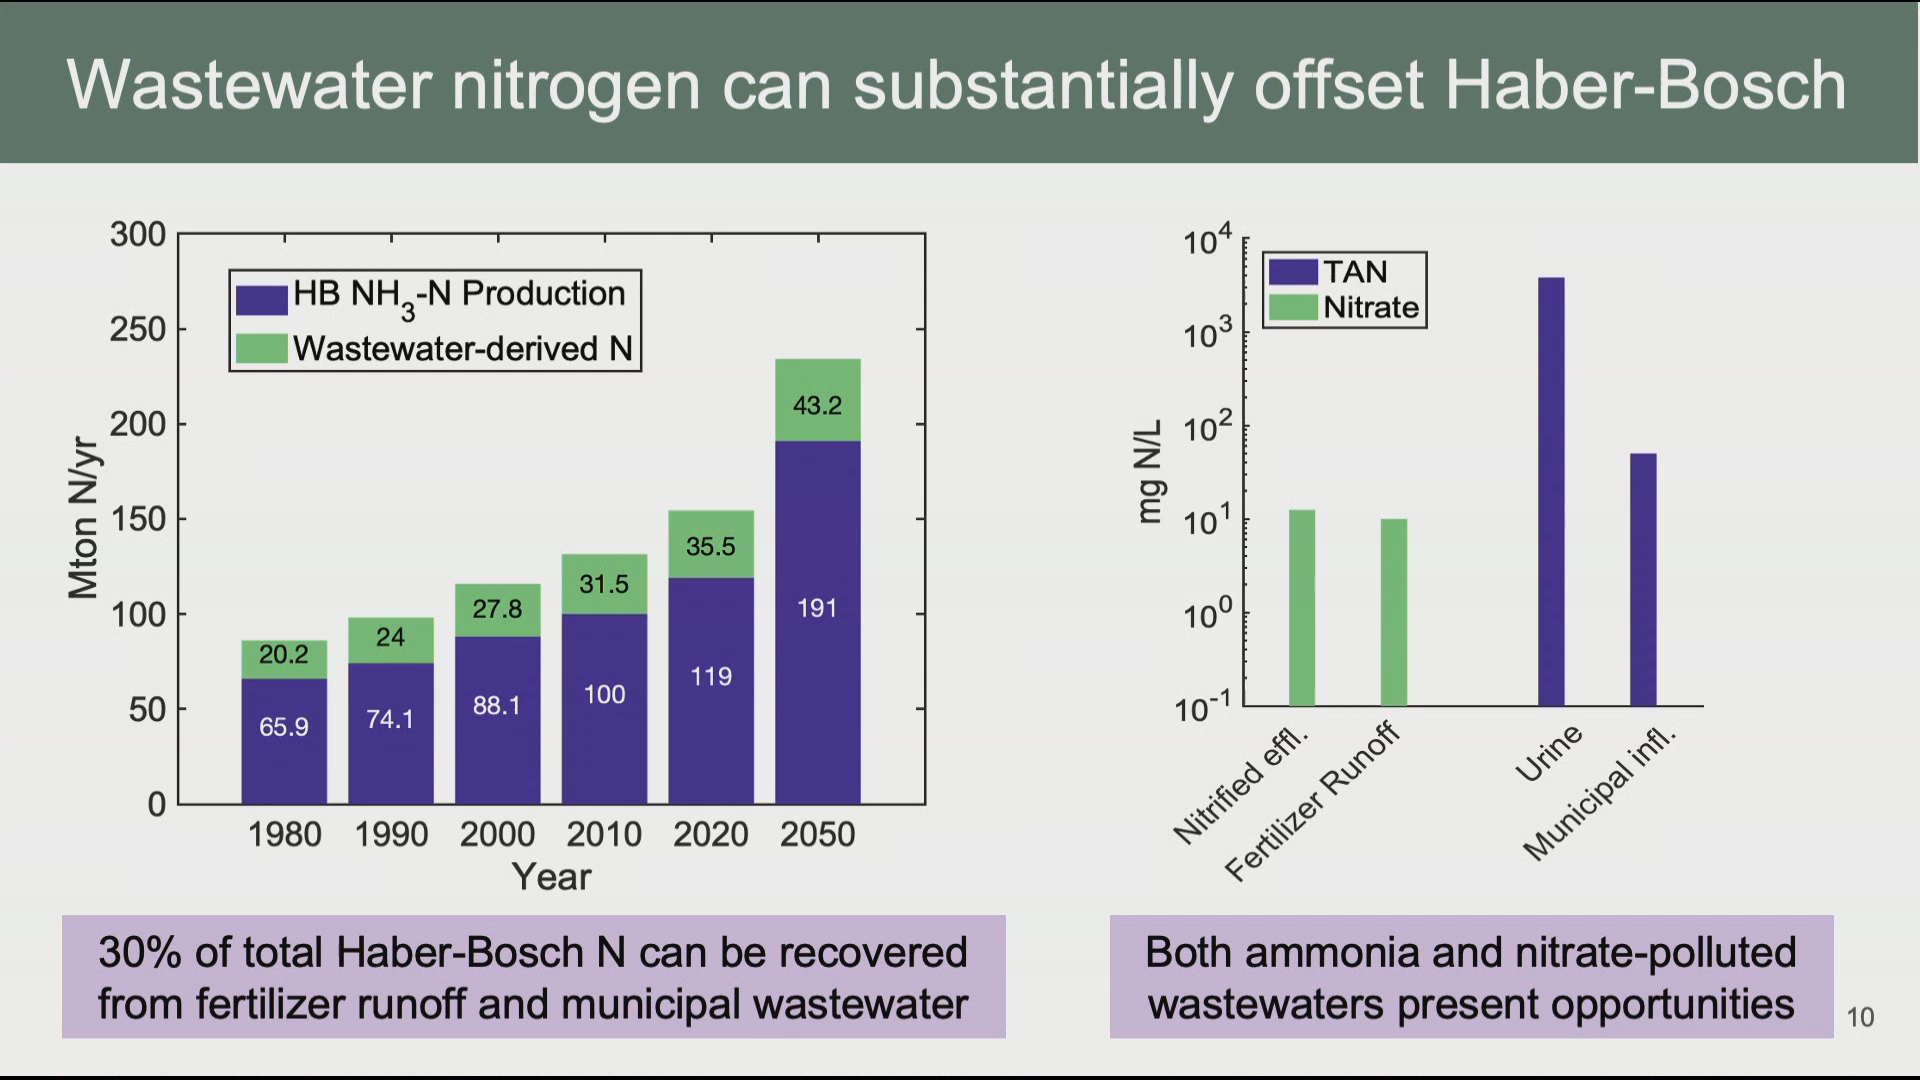 Wastewater nitrogen can substantially offset Haber-Bosch
300
250
200
150
100
50
0
Mton N/yr
HB NH3-N Production
Wastewater-derived N
20.2
65.9
24
74.1
27.8
88.1
31.5
100
35.5
119
43.2
191
1980 1990 2000 2010 2020 2050
Year
30% of total Haber-Bosch N can be recovered
from fertilizer runoff and municipal wastewater
10^4
10^3
10^2
10^1
10^0
10^-1
mg N/L
TAN
Nitrate
Nitrified effl.
Fertilizer Runoff
Urine
Municipal infl.
Both ammonia and nitrate-polluted
wastewaters present opportunities
10